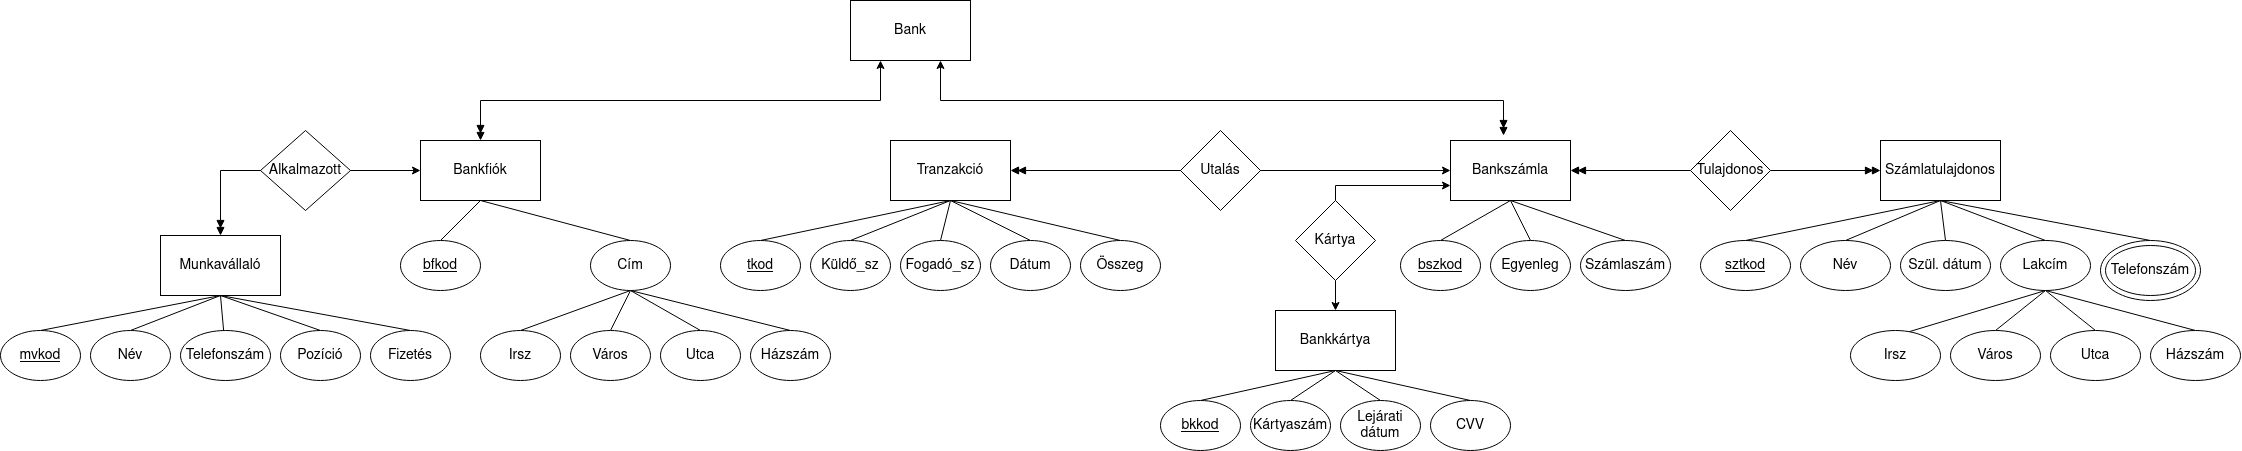 Bank
Alkalmazott
Bankfiók
Tranzakció
Utalás
Bankszámla
Tulajdonos
Számlatulajdonos
Kártya
Munkavállaló
bfkod
Cím
tkod
Küldő_sz
Fogadó_sz
Dátum
Összeg
bszkod
Egyenleg
Számlaszám
sztkod
Név
Szül. dátum
Lakcím
Telefonszám
Bankkártya
mvkod
Név
Telefonszám
Pozíció
Fizetés
Irsz
Város
Utca
Házszám
Irsz
Város
Utca
Házszám
bkkod
Kártyaszám
Lejárati
dátum
CVV